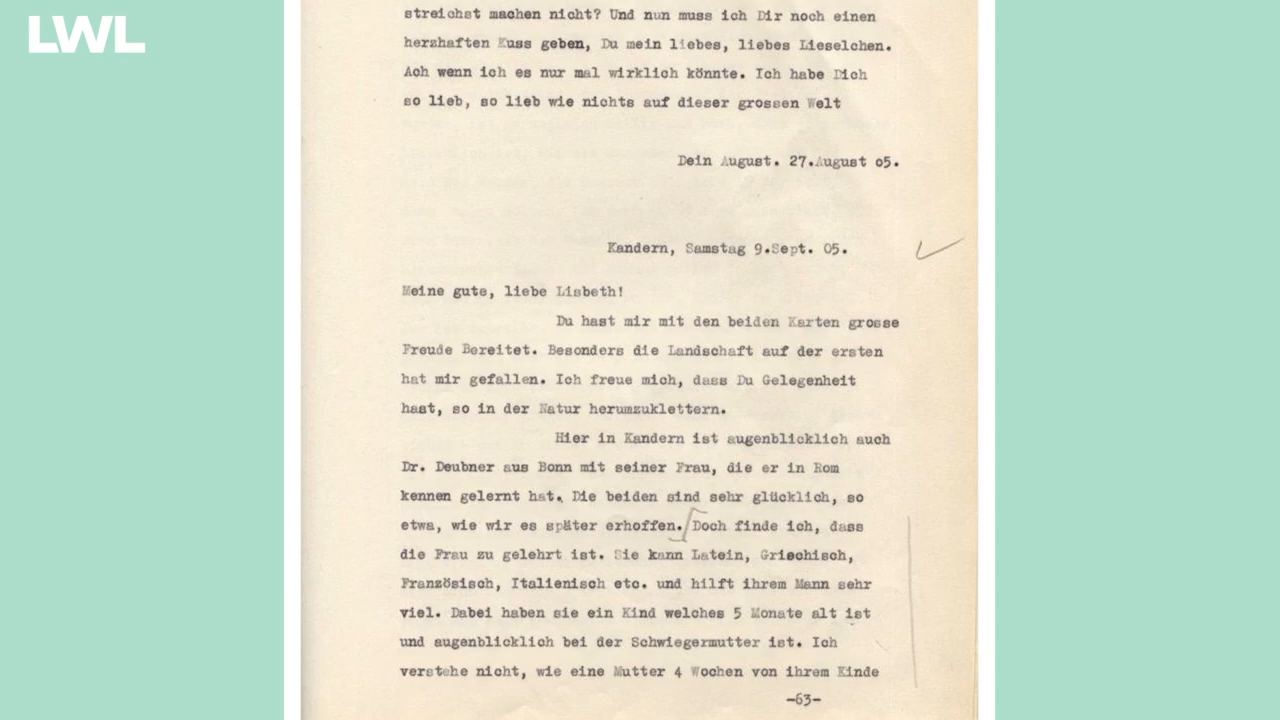 LWL
streichst machen nicht? Und nun muss ich Dir noch einen
herzhaften Kuss geben, Du mein liebes, liebes Lieselchen.
Ach wenn ich es nur mal wirklich könnte. Ich habe Dich
so lieb, so lieb wie nichts auf dieser grossen Welt
Dein August. 27.August o5.
Kandern, Samstag 9.Sept. 05.
Meine gute, liebe Lisbeth!
Du hast mir mit den beiden Karten grosse
Freude Bereitet. Besonders die Landschaft auf der ersten
hat mir gefallen. Ich freue mich, dass Du Gelegenheit
hast, so in der Natur herumzuklettern.
Hier in Kandern ist augenblicklich auch
Dr. Deubner aus Bonn mit seiner Frau, die er in Rom
kennen gelernt hat. Die beiden sind sehr glücklich, so
etwa, wie wir es später erhoffen. Doch finde ich, dass
die Frau zu gelehrt ist. Sie kann Latein, Griechisch,
Französisch, Italienisch etc. und hilft ihrem Mann sehr
viel. Dabei haben sie ein Kind welches 5 Monate alt ist
und augenblicklich bei der Schwiegermutter ist. Ich
verstehe nicht, wie eine Mutter 4 Wochen von ihrem Kinde
-63-